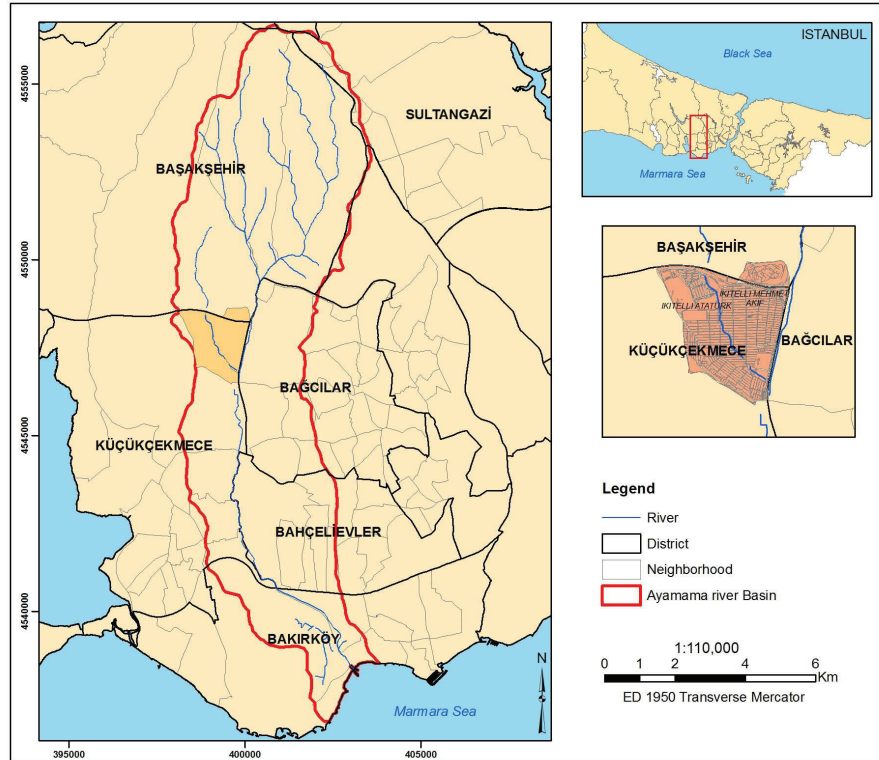 4555000
4550000
4545000
4540000
395000
400000
405000
SULTANGAZİ
BAŞAKŞEHİR
BAĞCILAR
KÜÇÜKÇEKMECE
BAHÇELİEVLER
BAKIRKÖY
Marmara Sea
N
ISTANBUL
Black Sea
Marmara Sea
BAŞAKŞEHİR
IKITELLI MEHMET
AKIF
IKITELLI ATATÜRK
KÜÇÜKÇEKMECE
BAĞCILAR
Legend
River
District
Neighborhood
Ayamama river Basin
1:110,000
0 1 2 4 6
Km
ED 1950 Transverse Mercator